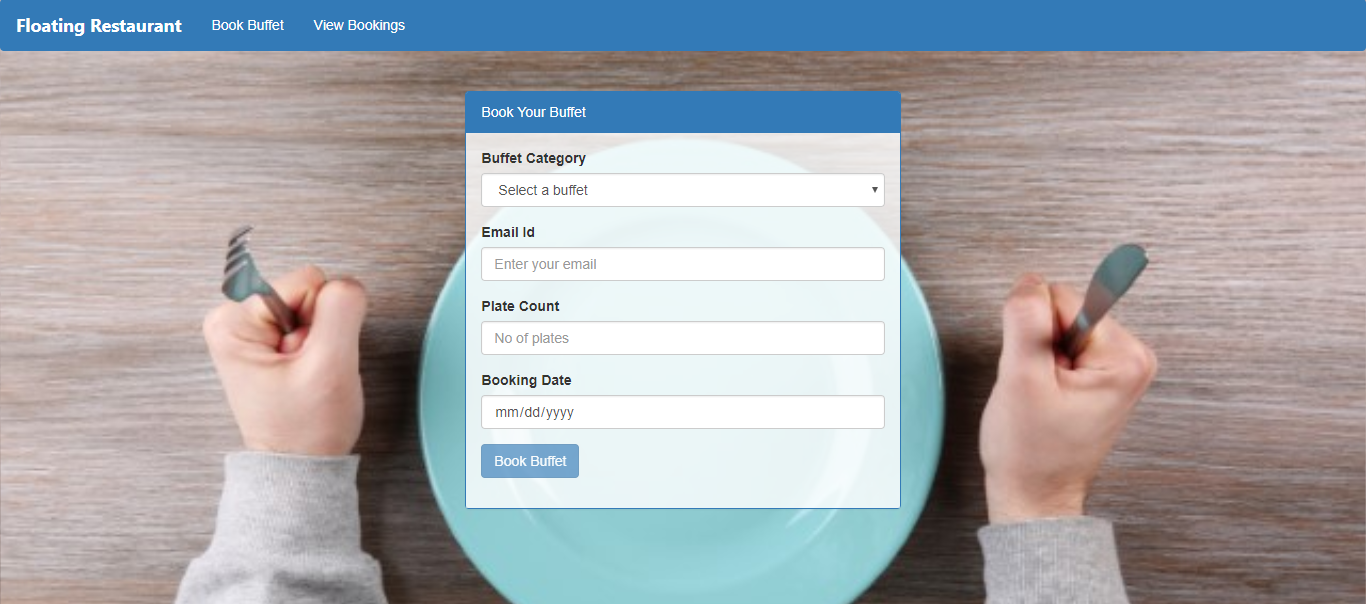 Floating Restaurant Book Buffet View Bookings
Book Your Buffet
Buffet Category
Select a buffet
Email Id
Enter your email
Plate Count
No of plates
Booking Date
mm/dd/yyyy
Book Buffet